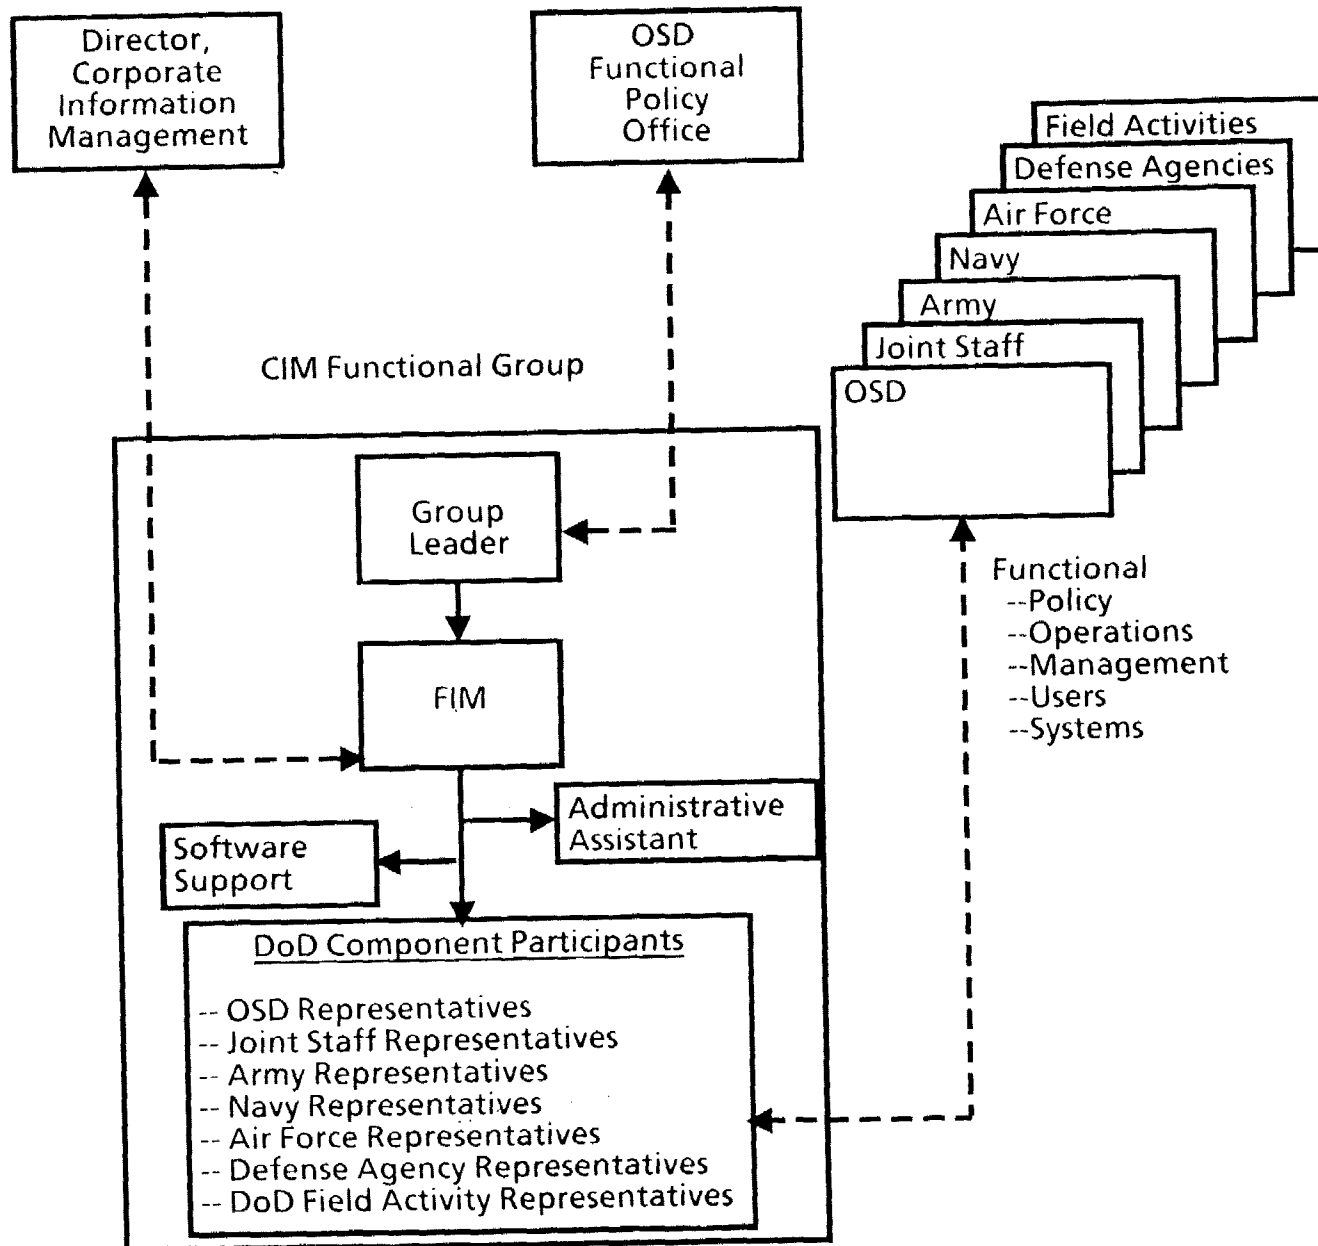 Director,
Corporate
Information
Management
OSD
Functional
Policy
Office
Field Activities
Defense Agencies
Air Force
Navy
Army
Joint Staff
OSD
CIM Functional Group
Group
Leader
FIM
Functional
--Policy
--Operations
--Management
--Users
--Systems
Administrative
Assistant
Software
Support
DoD Component Participants
-- OSD Representatives
-- Joint Staff Representatives
-- Army Representatives
-- Navy Representatives
-- Air Force Representatives
-- Defense Agency Representatives
-- DoD Field Activity Representatives